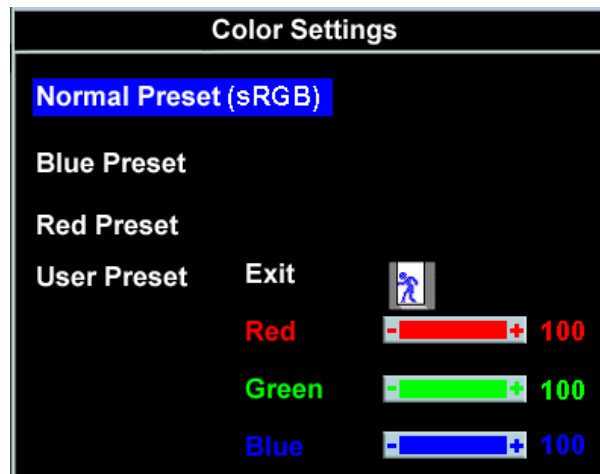 Color Settings
Normal Preset (sRGB)
Blue Preset
Red Preset
User Preset Exit
Red - + 100
Green - + 100
Blue - + 100